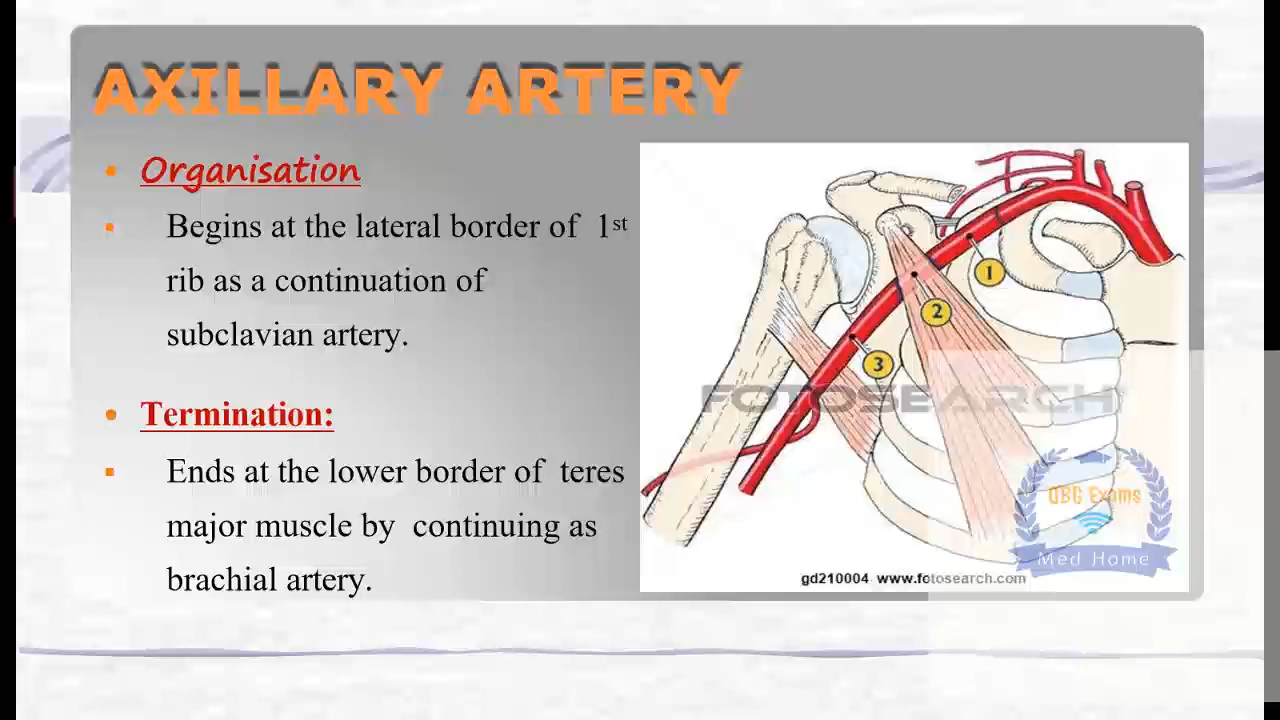 AXILLARY ARTERY
Organisation
Begins at the lateral border of 1st
rib as a continuation of
subclavian artery.
Termination:
Ends at the lower border of teres
major muscle by continuing as
brachial artery.
1
2
3
FOTOSEARCH
QBG Exams
Med Home
gd210004 www.fotosearch.com